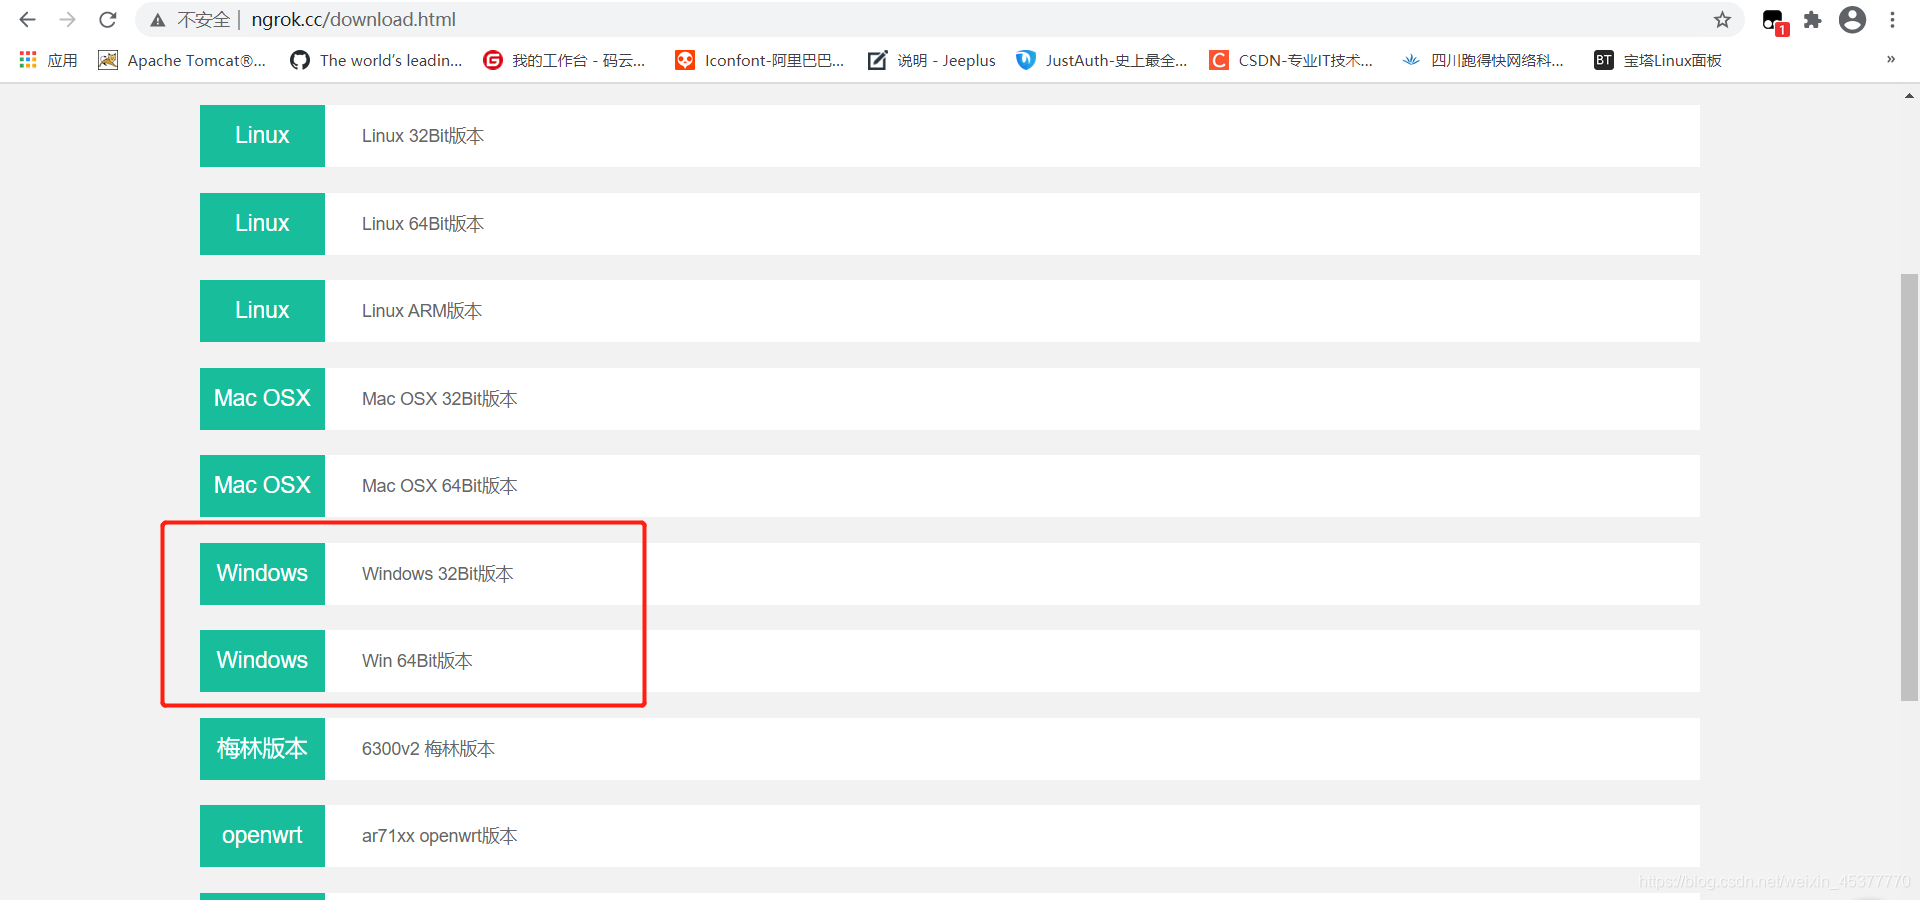 不安全 | ngrok.cc/download.html
1
应用 Apache Tomcat®... The world's leadin... 我的工作台 - 码云... Iconfont-阿里巴巴... 说明 - Jeeplus JustAuth-史上最全... CSDN-专业IT技术... 四川跑得快网络科... BT 宝塔Linux面板 »
Linux Linux 32Bit版本
Linux Linux 64Bit版本
Linux Linux ARM版本
Mac OSX Mac OSX 32Bit版本
Mac OSX Mac OSX 64Bit版本
Windows Windows 32Bit版本
Windows Win 64Bit版本
梅林版本 6300v2 梅林版本
openwrt ar71xx openwrt版本
https://blog.csdn.net/weixin_45377770